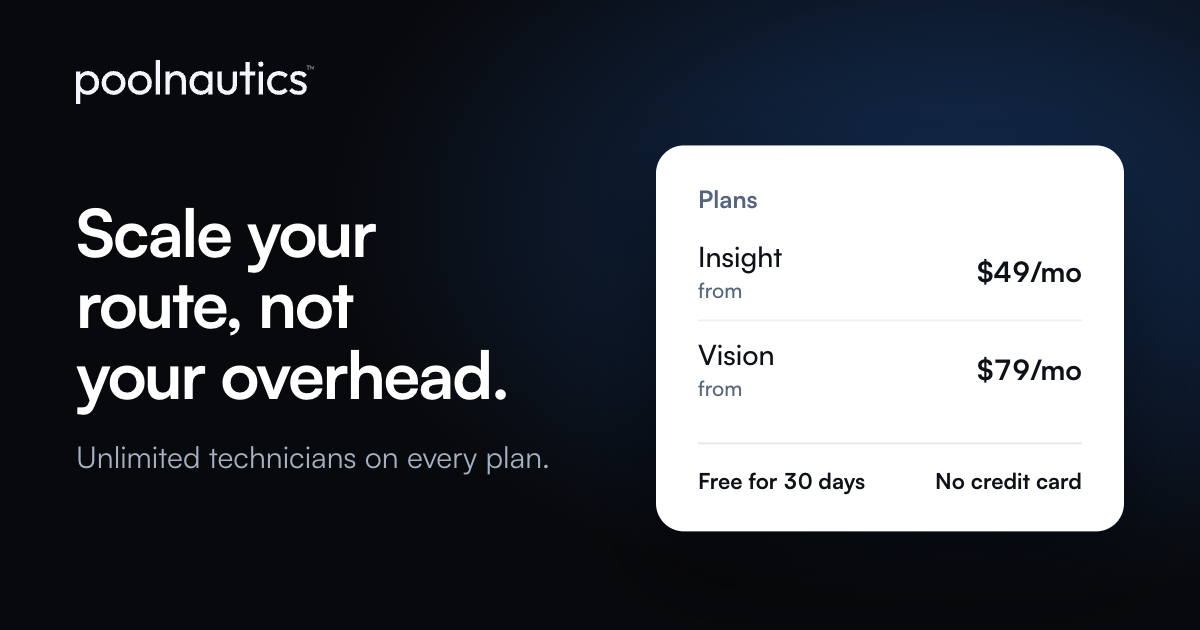 poolnautics™
Scale your
route, not
your overhead.
Unlimited technicians on every plan.
Plans
Insight
from
$49/mo
Vision
from
$79/mo
Free for 30 days
No credit card